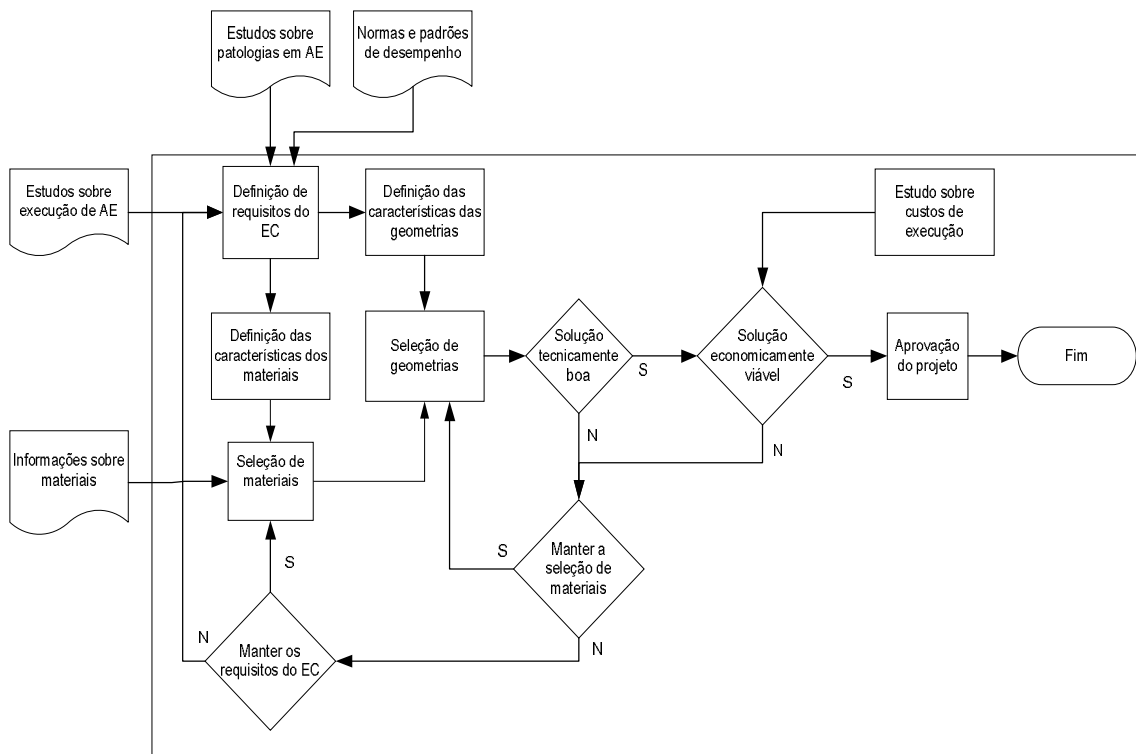 Estudos sobre
patologias em AE
Normas e padrões
de desempenho
Estudos sobre
execução de AE
Definição de
requisitos do
EC
Definição das
características das
geometrias
Estudo sobre
custos de
execução
Definição das
características dos
materiais
Seleção de
geometrias
Solução
tecnicamente
boa
S
Solução
economicamente
viável
S
Aprovação
do projeto
Fim
N
N
Informações sobre
materiais
Seleção de
materiais
S
Manter a
seleção de
materiais
S
N
N
Manter os
requisitos do EC